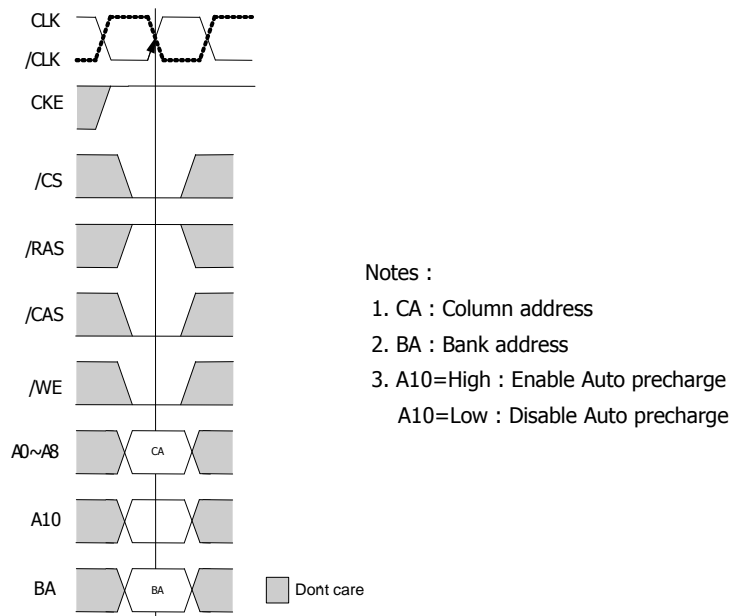 CLK
/CLK
CKE
/CS
/RAS
/CAS
/WE
A0~A8
CA
A10
BA
BA
Dont care
Notes :
1. CA : Column address
2. BA : Bank address
3. A10=High : Enable Auto precharge
A10=Low : Disable Auto precharge